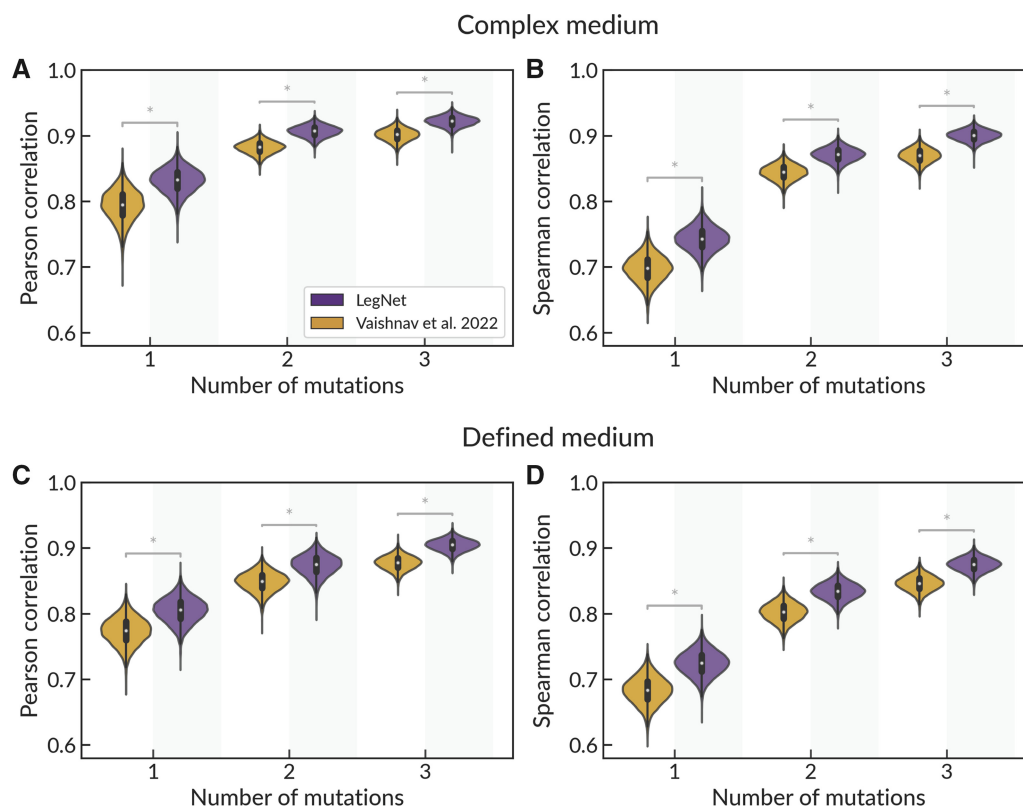 Complex medium
A
B
Pearson correlation
1.0
0.9
0.8
0.7
0.6
*
*
*
LegNet
Vaishnav et al. 2022
1
2
3
Number of mutations
Spearman correlation
1.0
0.9
0.8
0.7
0.6
*
*
*
1
2
3
Number of mutations
Defined medium
C
D
Pearson correlation
1.0
0.9
0.8
0.7
0.6
*
*
*
1
2
3
Number of mutations
Spearman correlation
1.0
0.9
0.8
0.7
0.6
*
*
*
1
2
3
Number of mutations